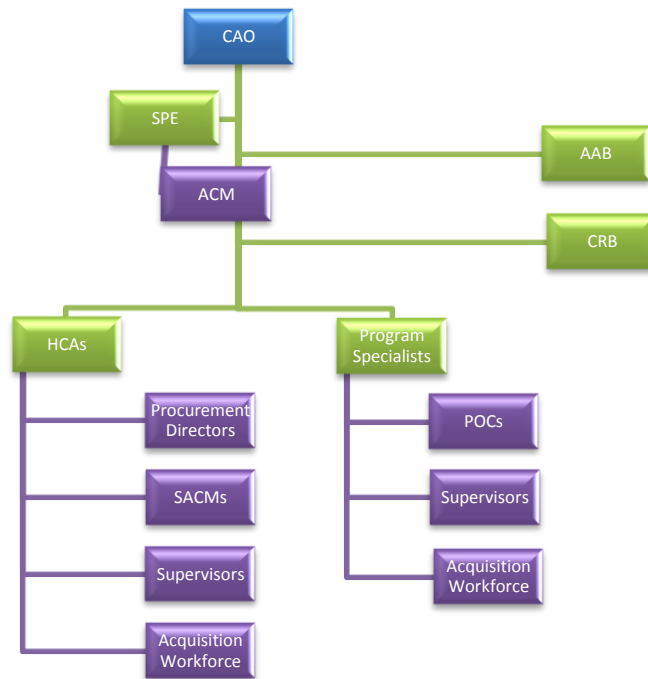 CAO
SPE
AAB
ACM
CRB
HCAs
Program
Specialists
Procurement
Directors
POCs
SACMs
Supervisors
Supervisors
Acquisition
Workforce
Acquisition
Workforce